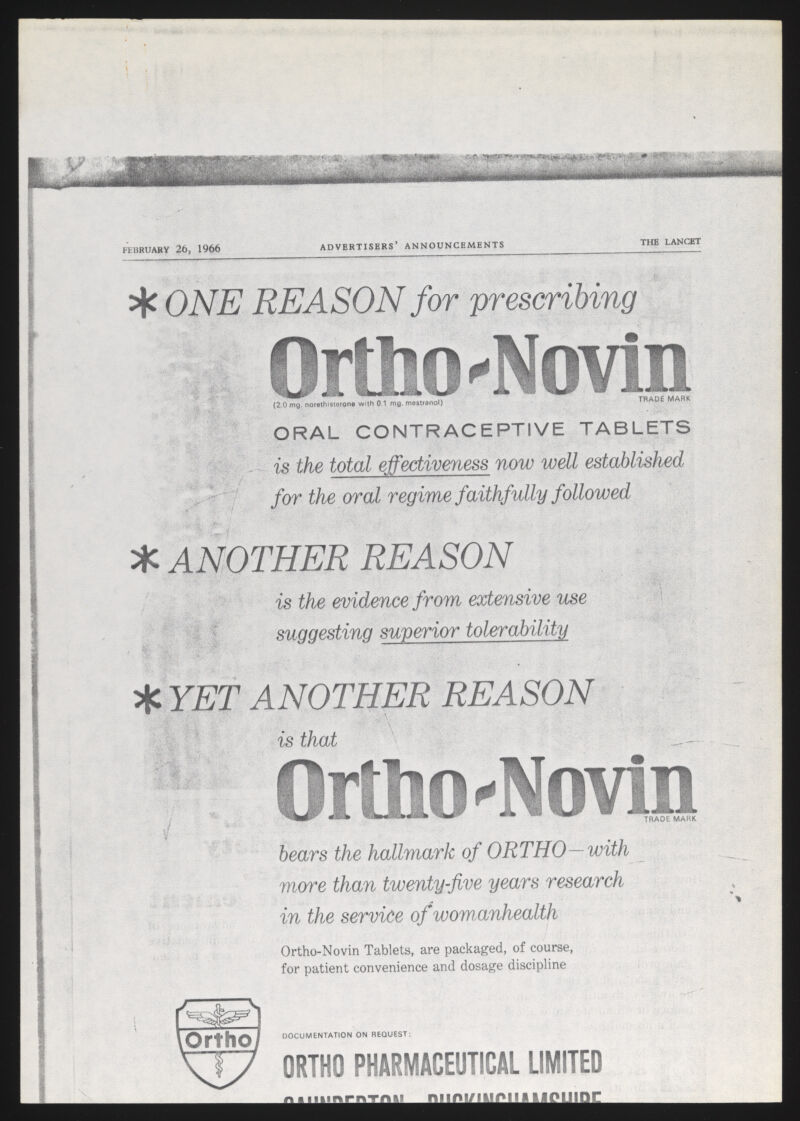 FEBRUARY 26, 1966 ADVERTISERS' ANNOUNCEMENTS THE LANCET
* ONE REASON for prescribing
Ortho-Novin
(2.0 mg. norethisterone with 0.1 mg. mestranol) TRADE MARK
ORAL CONTRACEPTIVE TABLETS
is the total effectiveness now well established
for the oral regime faithfully followed
* ANOTHER REASON
is the evidence from extensive use
suggesting superior tolerability
* YET ANOTHER REASON
is that
Ortho-Novin
TRADE MARK
bears the hallmark of ORTHO—with
more than twenty-five years research
in the service of womanhealth
Ortho-Novin Tablets, are packaged, of course,
for patient convenience and dosage discipline
Ortho
DOCUMENTATION ON REQUEST:
ORTHO PHARMACEUTICAL LIMITED
SAUNDERTON BUCKINGHAMSHIRE